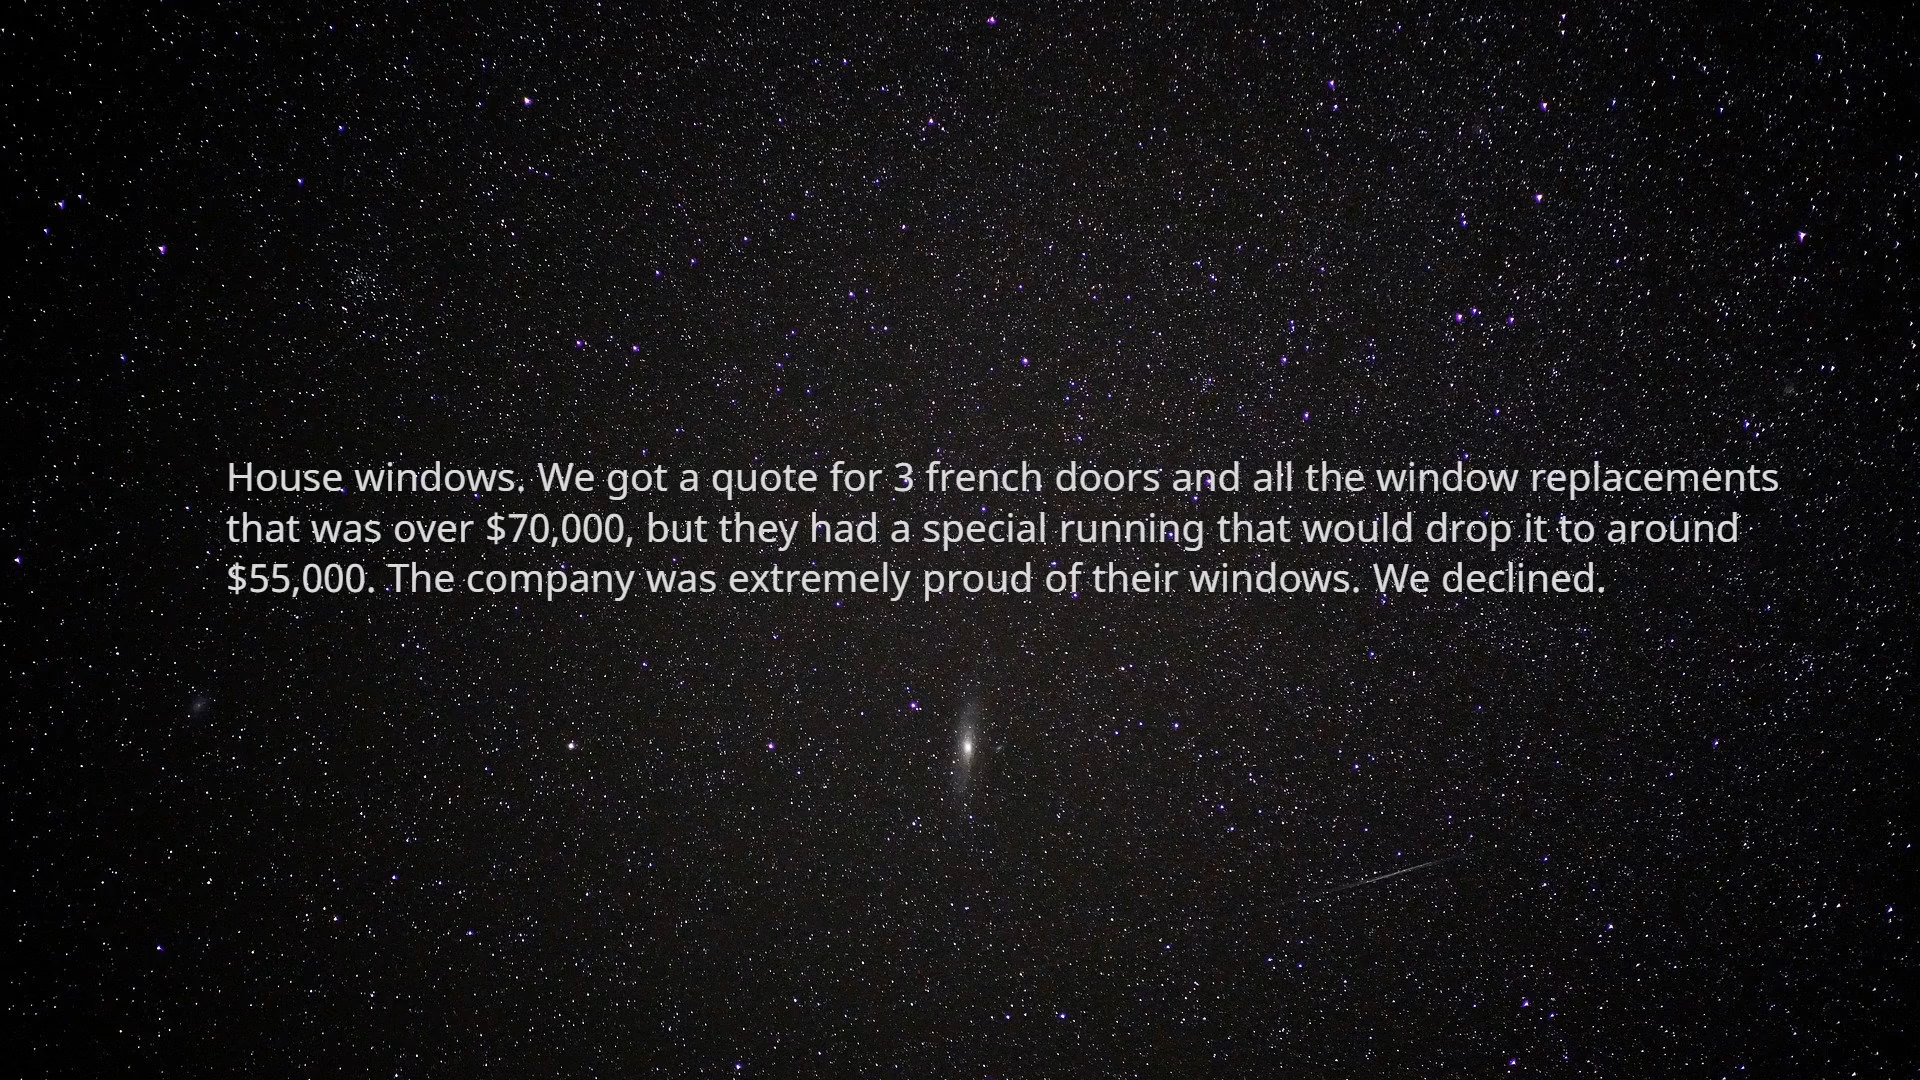 House windows. We got a quote for 3 french doors and all the window replacements
that was over $70,000, but they had a special running that would drop it to around
$55,000. The company was extremely proud of their windows. We declined.